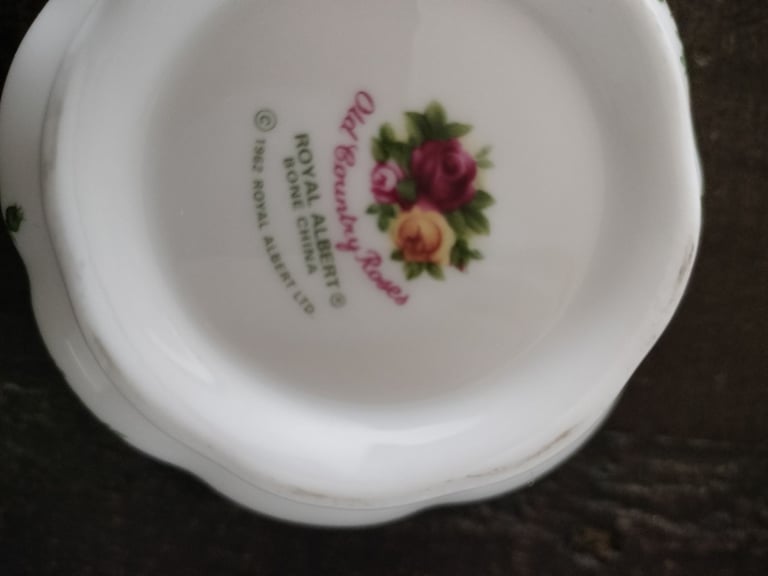 Old Country Roses
ROYAL ALBERT®
BONE CHINA
© 1962 ROYAL ALBERT LTD